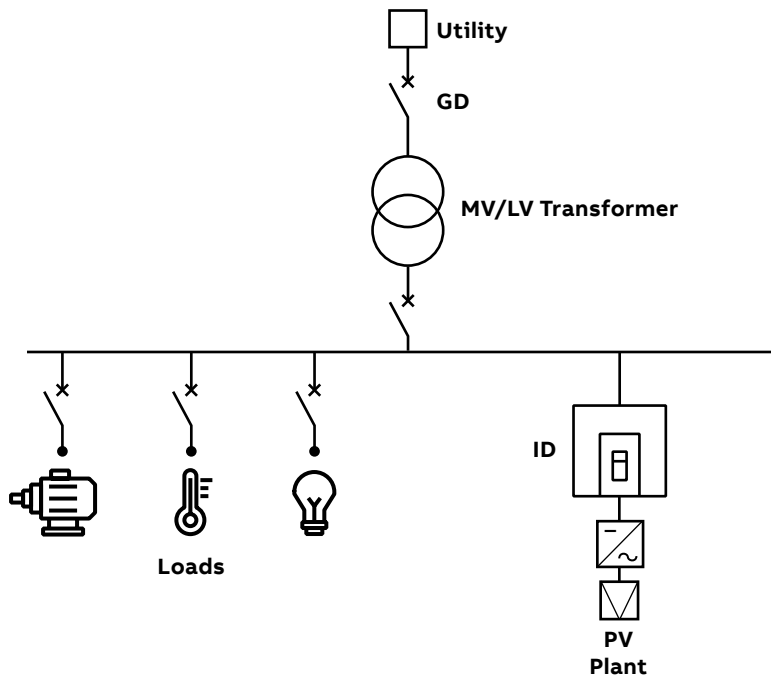 Utility
GD
MV/LV Transformer
ID
Loads
PV
Plant